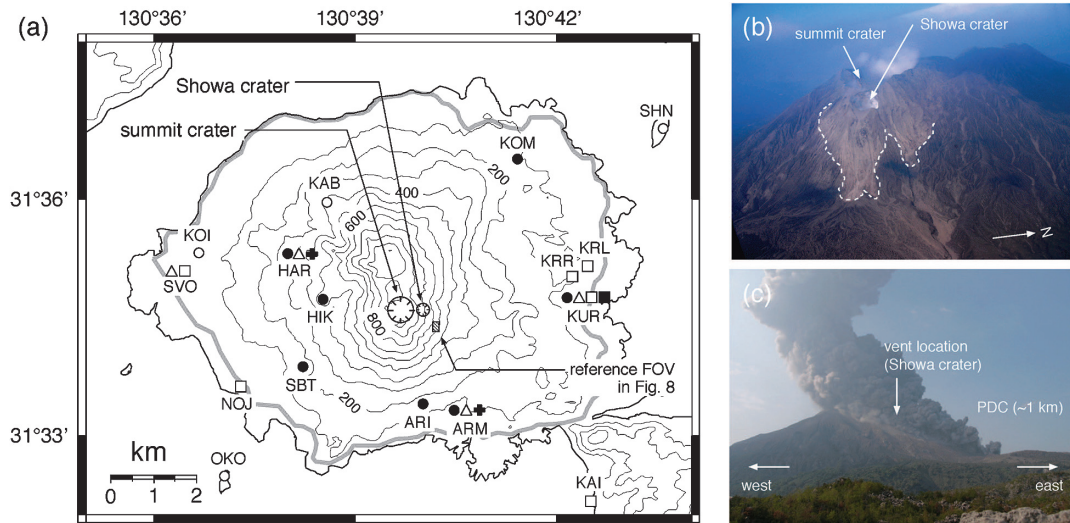 (a)
130°36'
130°39'
130°42'
Showa crater
summit crater
SHN
KOM
200
31°36'
KAB
400
600
KOI
KRL
HAR
KRR
SVO
KUR
HIK
800
reference FOV
in Fig. 8
SBT
NOJ
200
ARI
ARM
31°33'
km
OKO
0
1
2
KAI
(b)
summit crater
Showa crater
N
(c)
vent location
(Showa crater)
PDC (~1 km)
west
east